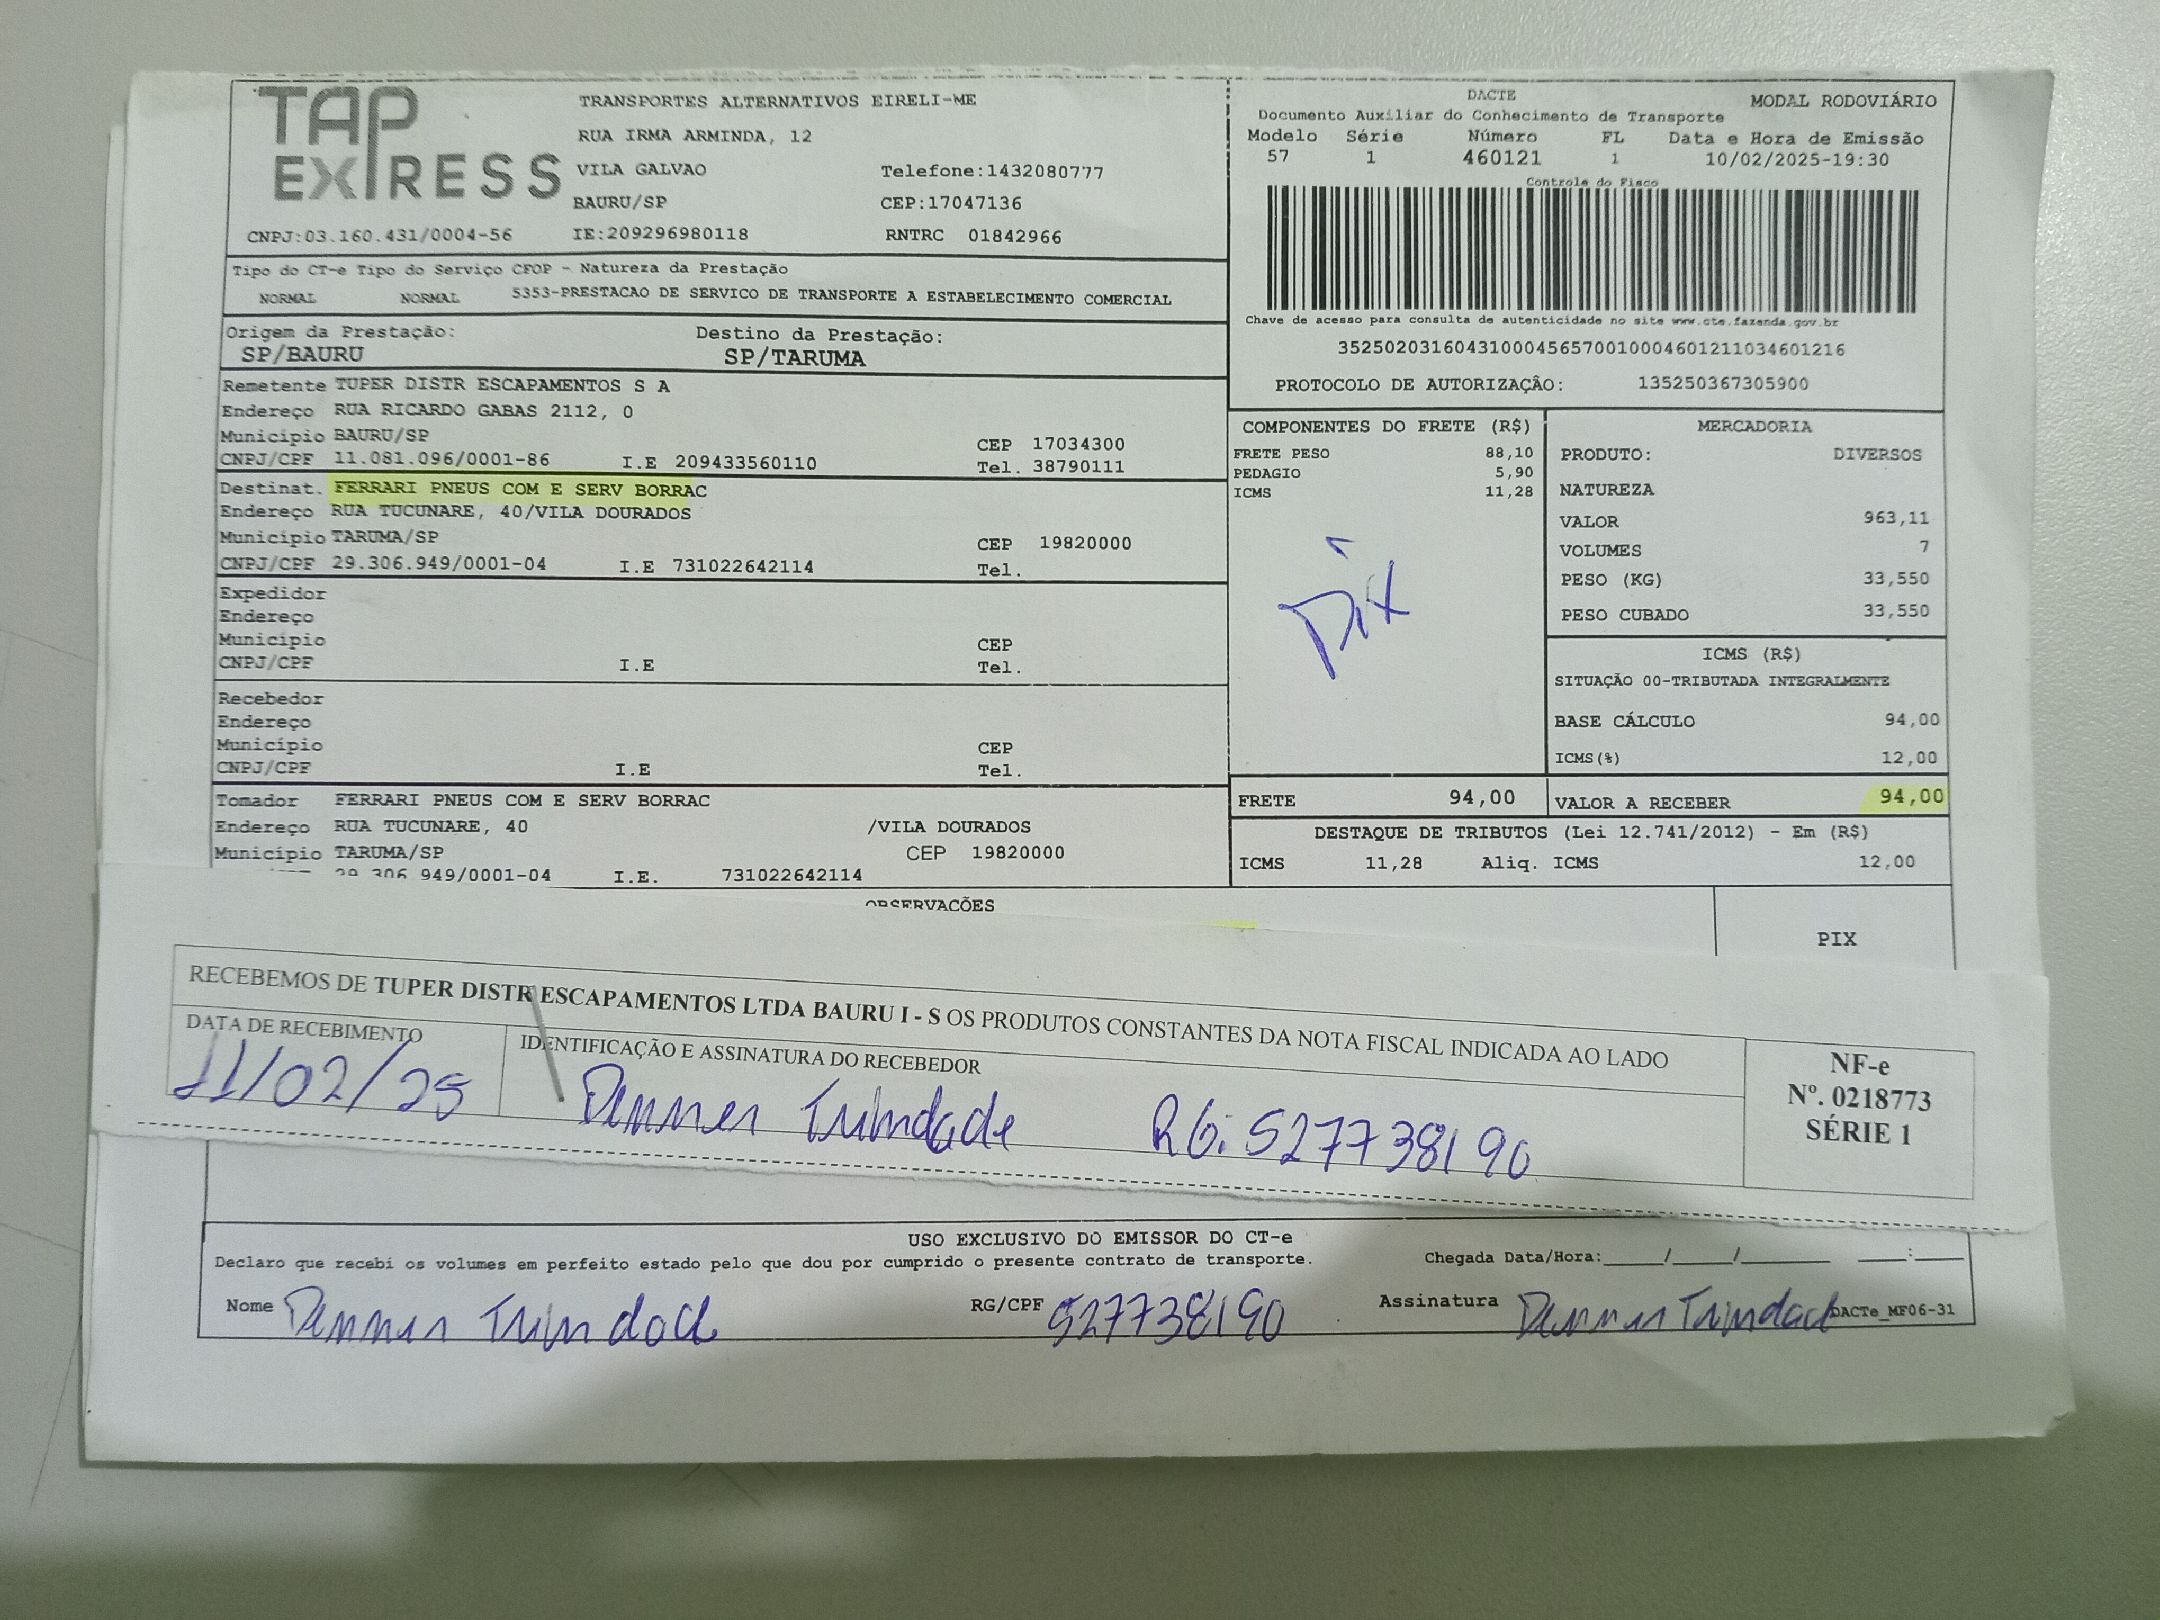 TAP EXPRESS
TRANSPORTES ALTERNATIVOS EIRELI-ME
RUA IRMA ARMINDA, 12
VILA GALVAO Telefone:1432080777
BAURU/SP CEP:17047136
CNPJ:03.160.431/0004-56 IE:209296980118 RNTRC 01842966
Tipo do CT-e Tipo do Serviço CFOP - Natureza da Prestação
NORMAL NORMAL 5353-PRESTACAO DE SERVICO DE TRANSPORTE A ESTABELECIMENTO COMERCIAL
Origem da Prestação: Destino da Prestação:
SP/BAURU SP/TARUMA
Remetente TUPER DISTR ESCAPAMENTOS S A
Endereço RUA RICARDO GABAS 2112, 0
Município BAURU/SP CEP 17034300
CNPJ/CPF 11.081.096/0001-86 I.E 209433560110 Tel. 38790111
Destinat. FERRARI PNEUS COM E SERV BORRAC
Endereço RUA TUCUNARE, 40/VILA DOURADOS
Município TARUMA/SP CEP 19820000
CNPJ/CPF 29.306.949/0001-04 I.E 731022642114 Tel.
Expedidor
Endereço
Município CEP
CNPJ/CPF I.E Tel.
Recebedor
Endereço
Município CEP
CNPJ/CPF I.E Tel.
Tomador FERRARI PNEUS COM E SERV BORRAC
Endereço RUA TUCUNARE, 40 /VILA DOURADOS
Município TARUMA/SP CEP 19820000
29.306.949/0001-04 I.E. 731022642114
DACTE MODAL RODOVIÁRIO
Documento Auxiliar do Conhecimento de Transporte
Modelo Série Número FL Data e Hora de Emissão
57 1 460121 1 10/02/2025-19:30
Controle do Fisco
Chave de acesso para consulta de autenticidade no site www.cte.fazenda.gov.br
35250203160431000456570010004601211034601216
PROTOCOLO DE AUTORIZAÇÃO: 135250367305900
COMPONENTES DO FRETE (R$)
FRETE PESO 88,10
PEDAGIO 5,90
ICMS 11,28
Pix
MERCADORIA
PRODUTO: DIVERSOS
NATUREZA
VALOR 963,11
VOLUMES 7
PESO (KG) 33,550
PESO CUBADO 33,550
ICMS (R$)
SITUAÇÃO 00-TRIBUTADA INTEGRALMENTE
BASE CÁLCULO 94,00
ICMS(%) 12,00
FRETE 94,00 VALOR A RECEBER 94,00
DESTAQUE DE TRIBUTOS (Lei 12.741/2012) - Em (R$)
ICMS 11,28 Aliq. ICMS 12,00
OBSERVAÇÕES
PIX
RECEBEMOS DE TUPER DISTR ESCAPAMENTOS LTDA BAURU I - S OS PRODUTOS CONSTANTES DA NOTA FISCAL INDICADA AO LADO
DATA DE RECEBIMENTO IDENTIFICAÇÃO E ASSINATURA DO RECEBEDOR
11/02/25 Denner Trindade RG: 527738190
NF-e
Nº. 0218773
SÉRIE 1
USO EXCLUSIVO DO EMISSOR DO CT-e
Declaro que recebi os volumes em perfeito estado pelo que dou por cumprido o presente contrato de transporte. Chegada Data/Hora:____/____/______ ____:____
Nome Denner Trindade RG/CPF 527738190 Assinatura Denner Trindade DACTe_MF06-31